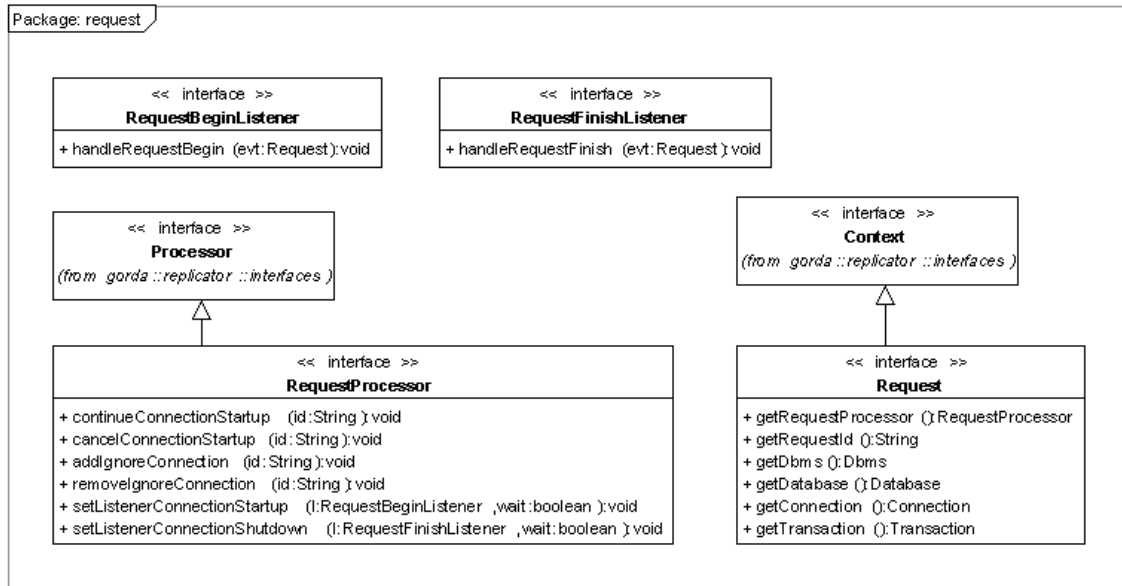 Package: request
<< interface >>
RequestBeginListener
+ handleRequestBegin (evt:Request):void
<< interface >>
RequestFinishListener
+ handleRequestFinish (evt:Request):void
<< interface >>
Processor
(from gorda::replicator::interfaces)
<< interface >>
Context
(from gorda::replicator::interfaces)
<< interface >>
RequestProcessor
+ continueConnectionStartup (id:String):void
+ cancelConnectionStartup (id:String):void
+ addIgnoreConnection (id:String):void
+ removeIgnoreConnection (id:String):void
+ setListenerConnectionStartup (l:RequestBeginListener ,wait:boolean):void
+ setListenerConnectionShutdown (l:RequestFinishListener ,wait:boolean):void
<< interface >>
Request
+ getRequestProcessor ():RequestProcessor
+ getRequestId ():String
+ getDbms ():Dbms
+ getDatabase ():Database
+ getConnection ():Connection
+ getTransaction ():Transaction